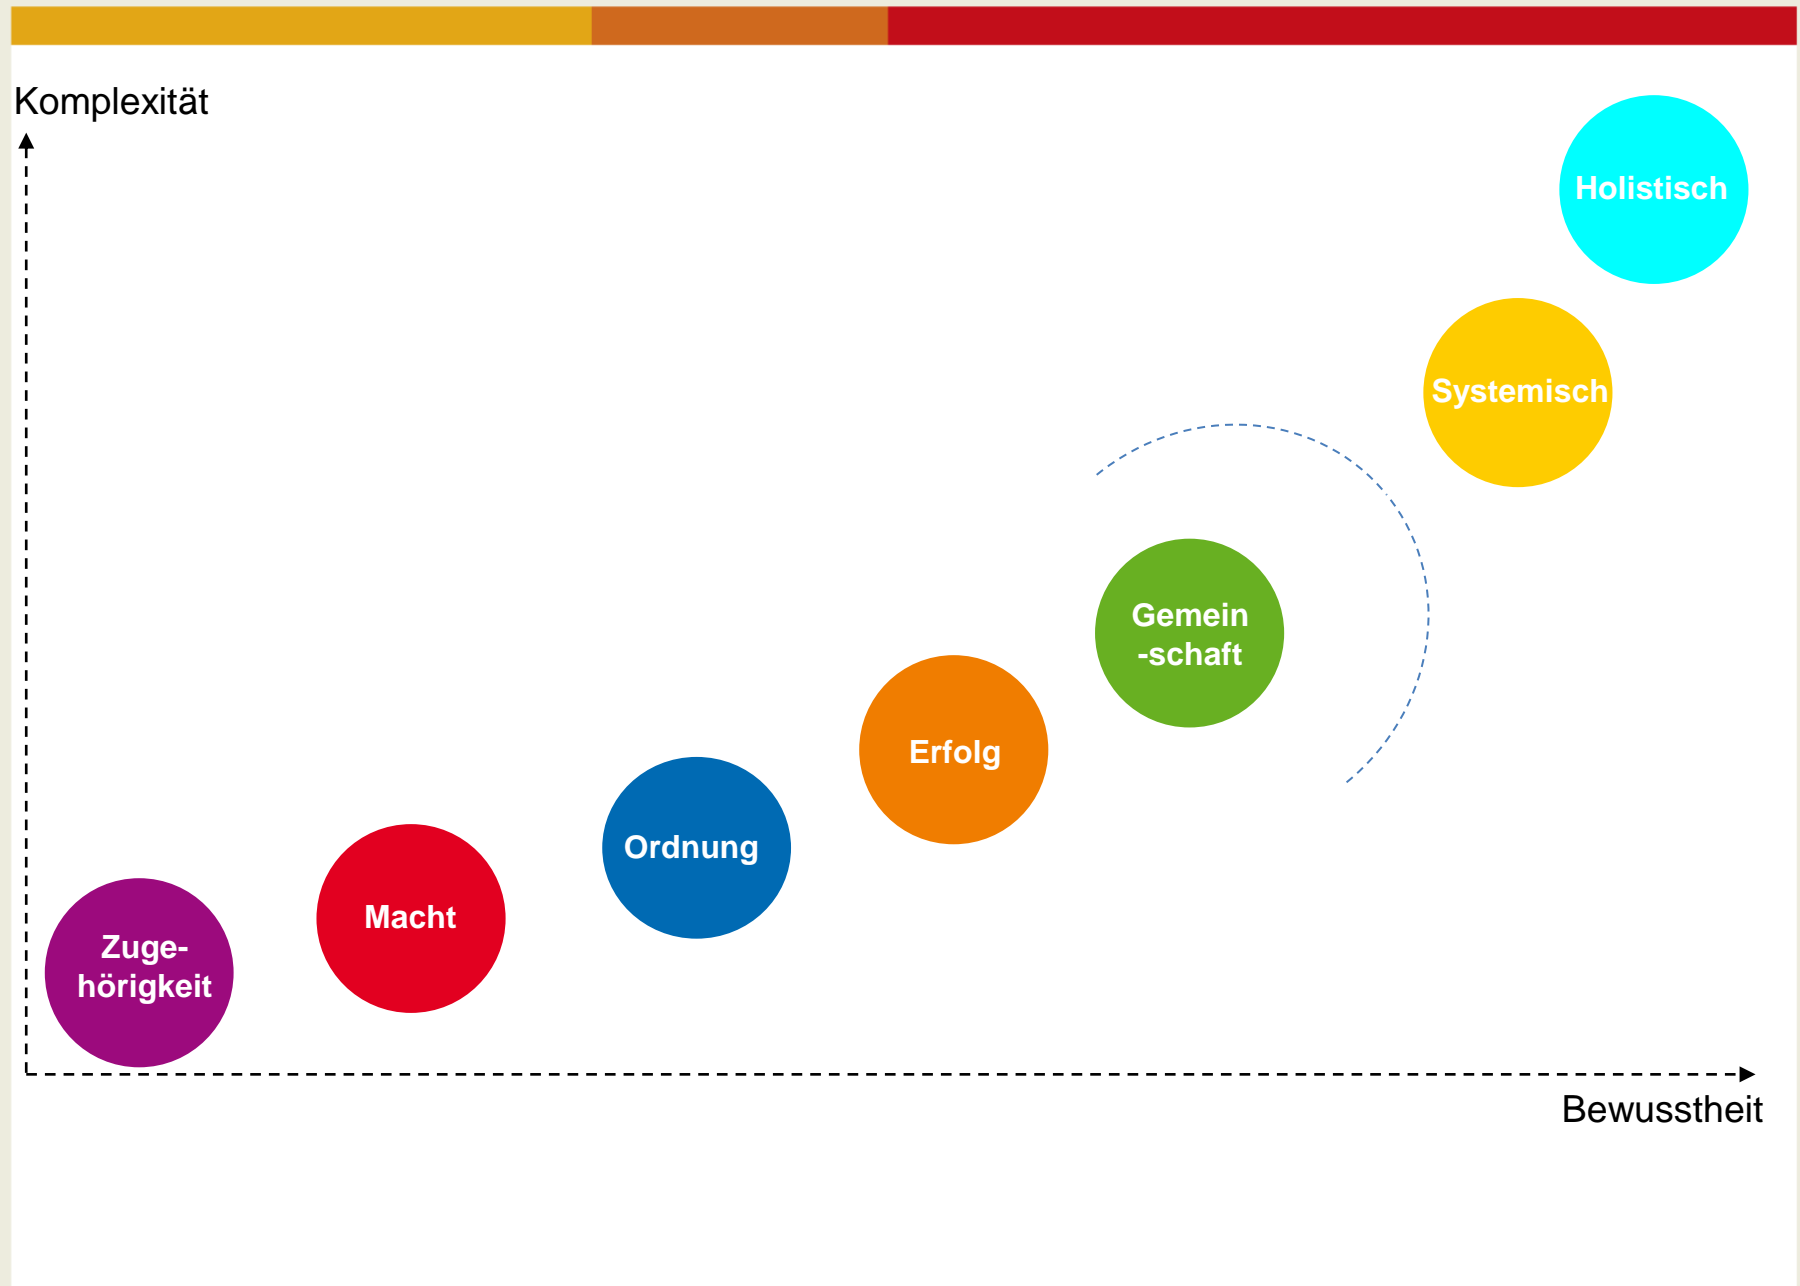 Komplexität
Holistisch
Systemisch
Gemein
-schaft
Erfolg
Ordnung
Macht
Zuge-
hörigkeit
Bewusstheit